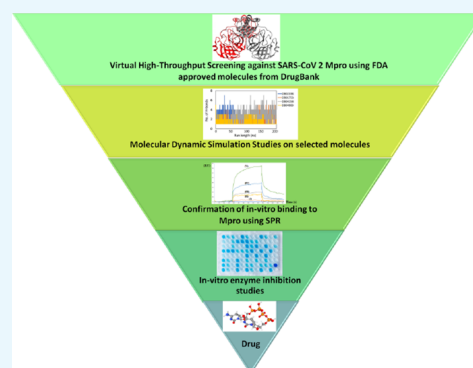 Virtual High-Throughput Screening against SARS-CoV 2 Mpro using FDA
approved molecules from DrugBank
Molecular Dynamic Simulation Studies on selected molecules
Confirmation of in-vitro binding to
Mpro using SPR
In-vitro enzyme inhibition
studies
Drug